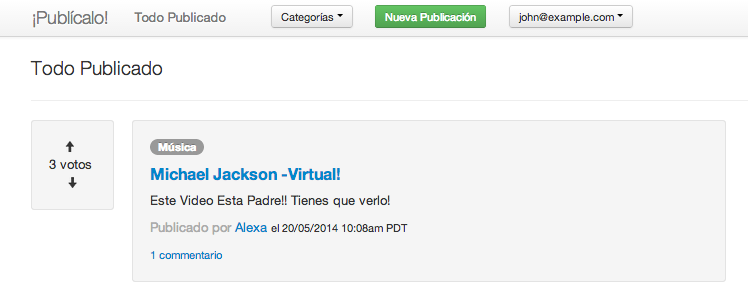 ¡Publícalo! Todo Publicado Categorías Nueva Publicación john@example.com
Todo Publicado
3 votos
Música
Michael Jackson -Virtual!
Este Video Esta Padre!! Tienes que verlo!
Publicado por Alexa el 20/05/2014 10:08am PDT
1 commentario